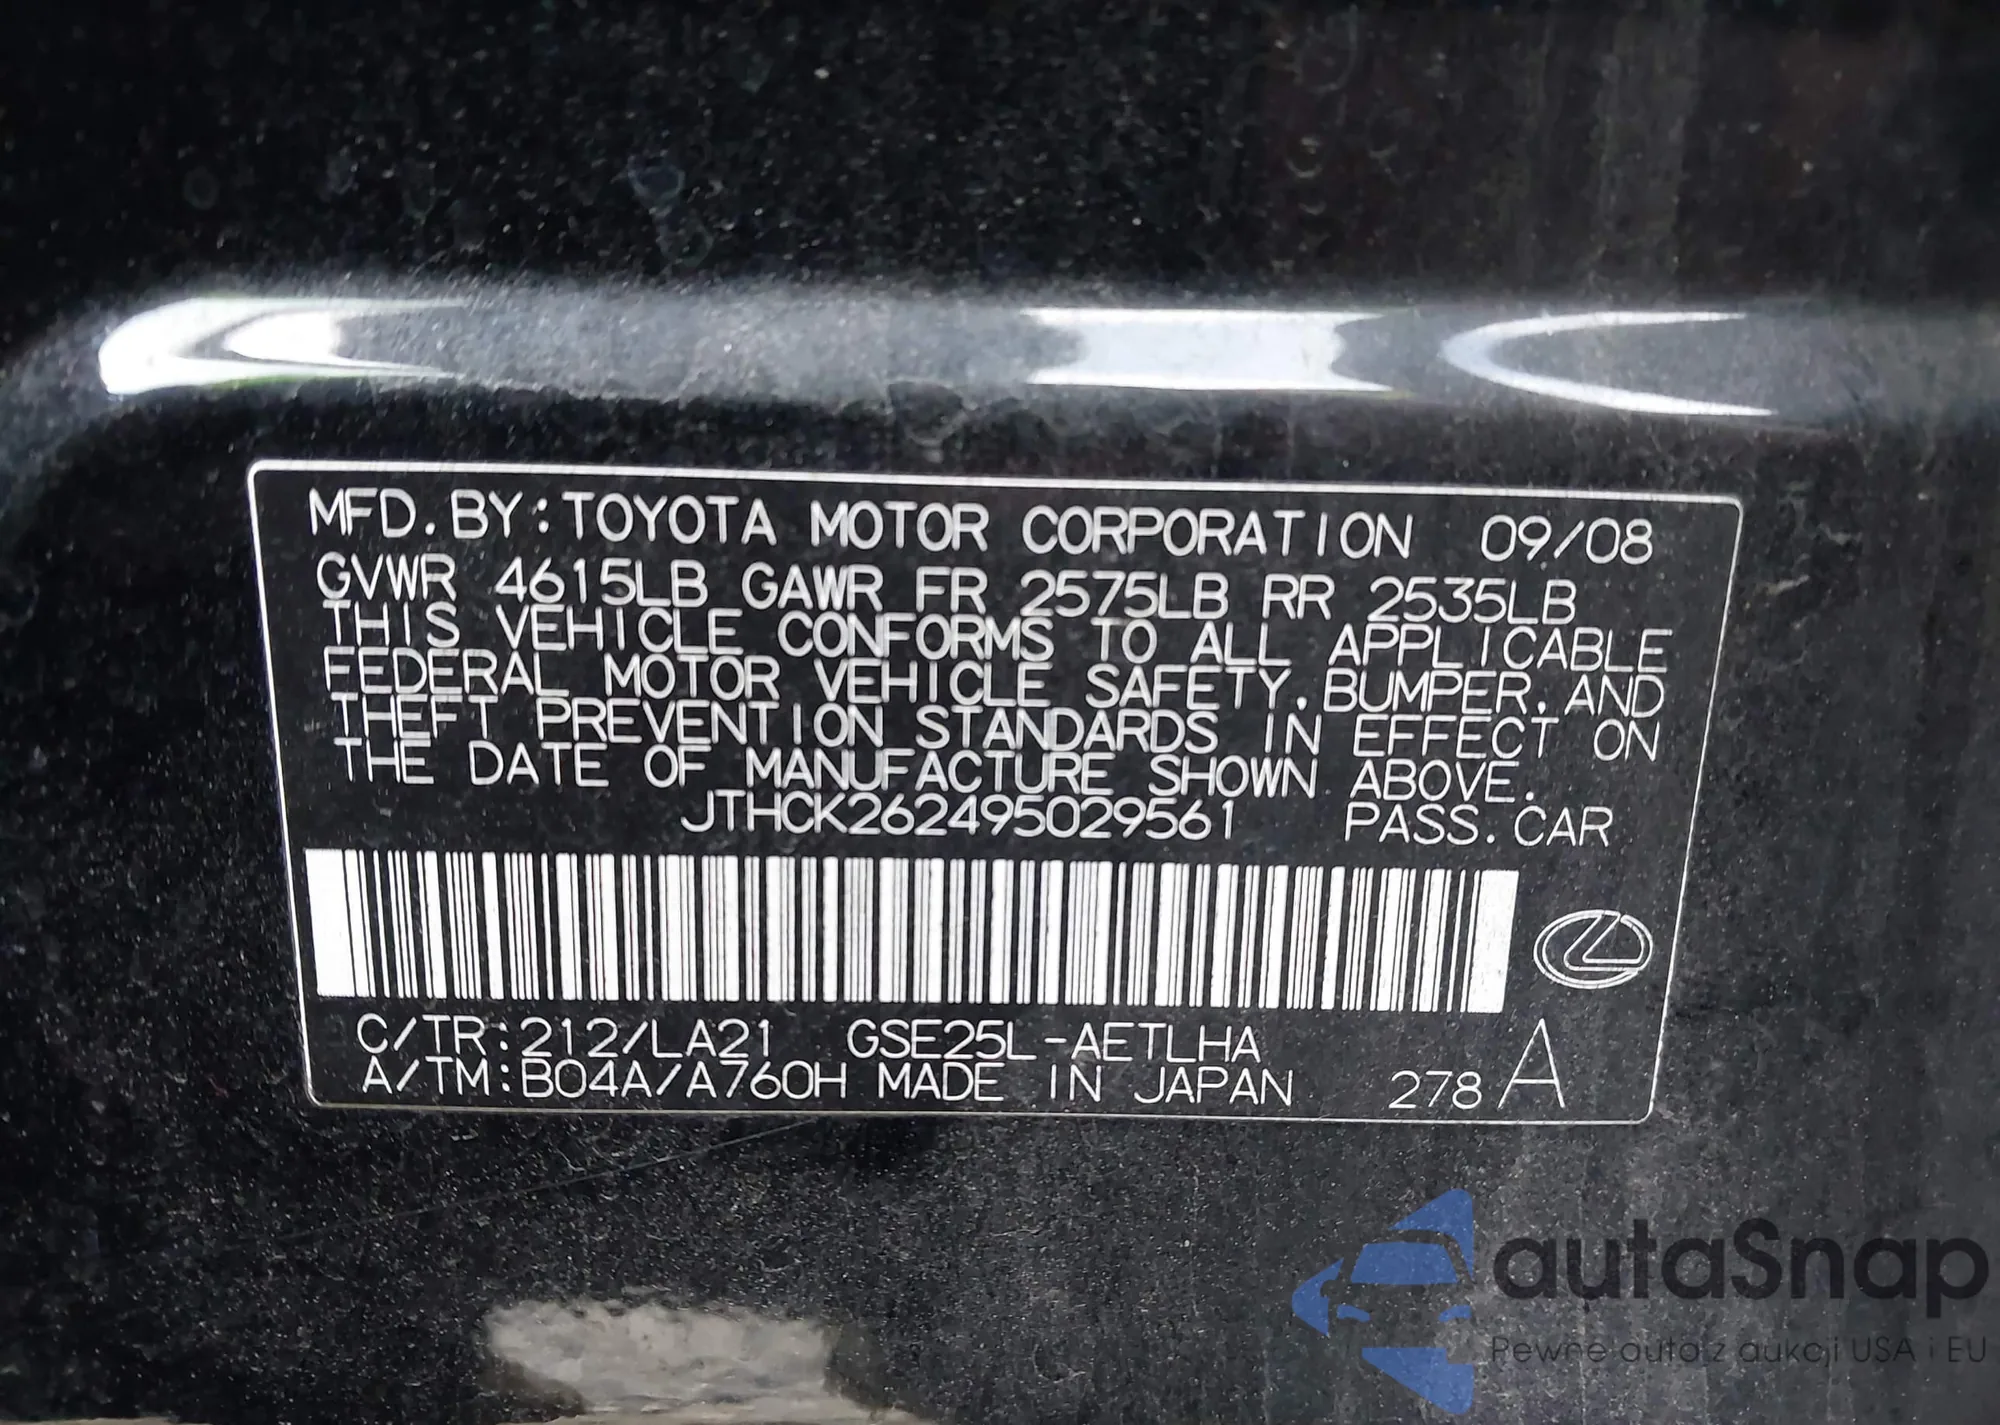 MFD. BY: TOYOTA MOTOR CORPORATION 09/08
GVWR 4615LB GAWR FR 2575LB RR 2535LB
THIS VEHICLE CONFORMS TO ALL APPLICABLE
FEDERAL MOTOR VEHICLE SAFETY, BUMPER, AND
THEFT PREVENTION STANDARDS IN EFFECT ON
THE DATE OF MANUFACTURE SHOWN ABOVE.
JTHCK262495029561 PASS. CAR
C/TR:212/LA21 GSE25L-AETLHA
A/TM:B04A/A760H MADE IN JAPAN 278 A
autaSnap
Pewne auta z aukcji USA i EU